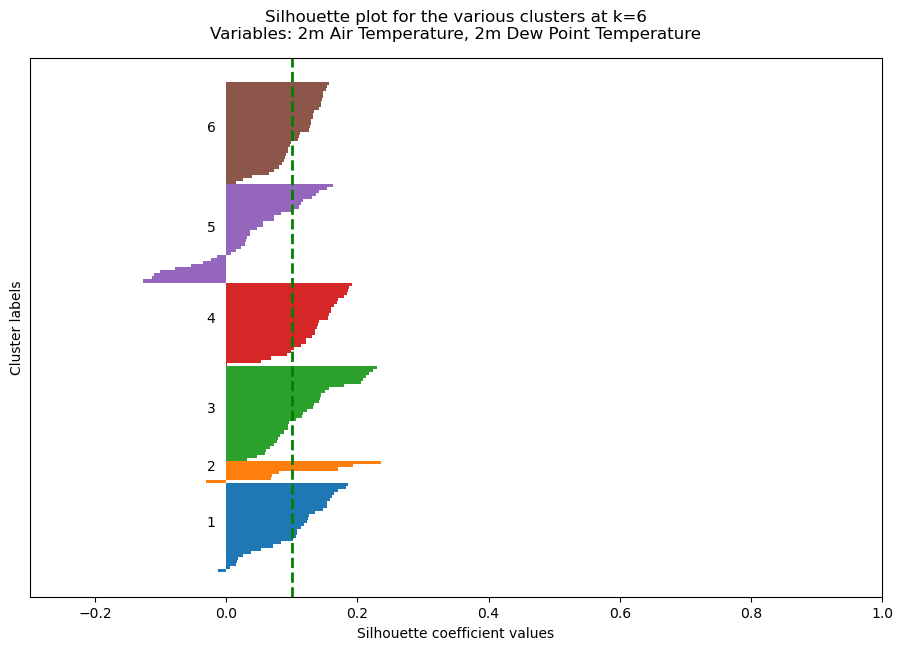 Silhouette plot for the various clusters at k=6
Variables: 2m Air Temperature, 2m Dew Point Temperature
Cluster labels
6
5
4
3
2
1
−0.2 0.0 0.2 0.4 0.6 0.8 1.0
Silhouette coefficient values